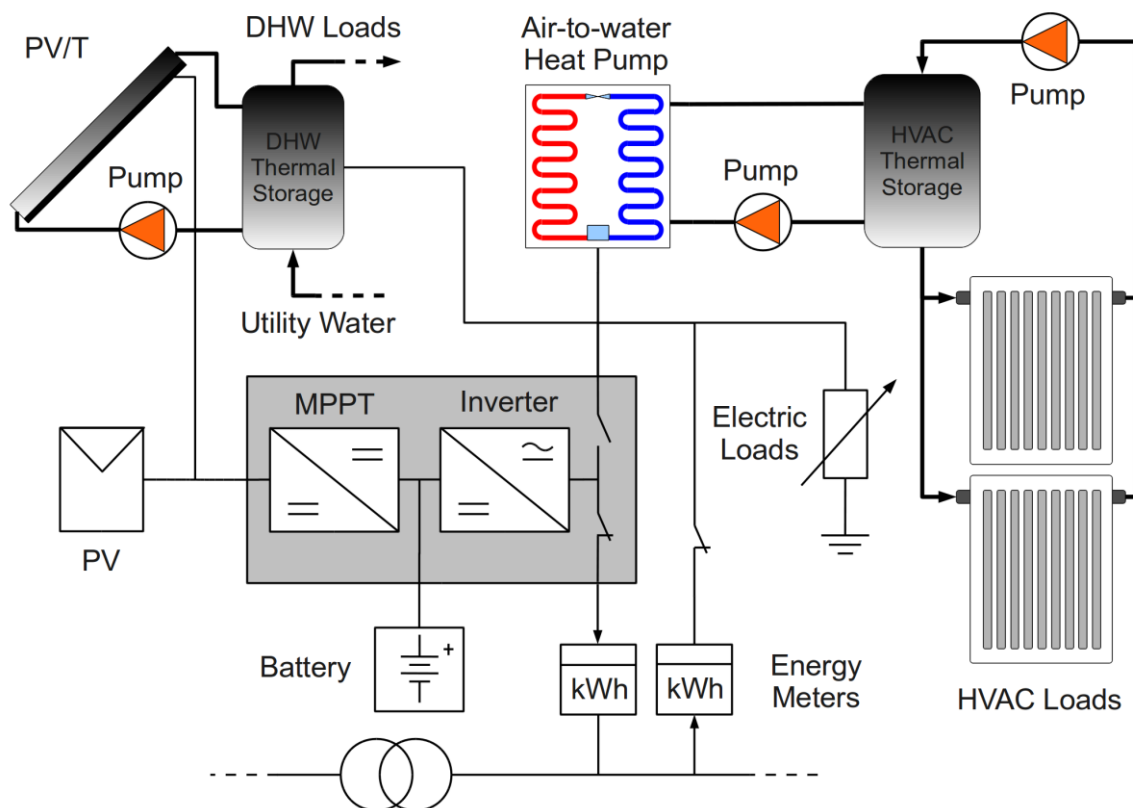 PV/T
DHW Loads
Air-to-water
Heat Pump
Pump
DHW
Thermal
Storage
HVAC
Thermal
Storage
Pump
Pump
Utility Water
MPPT
Inverter
Electric
Loads
PV
Battery
+
kWh
kWh
Energy
Meters
HVAC Loads